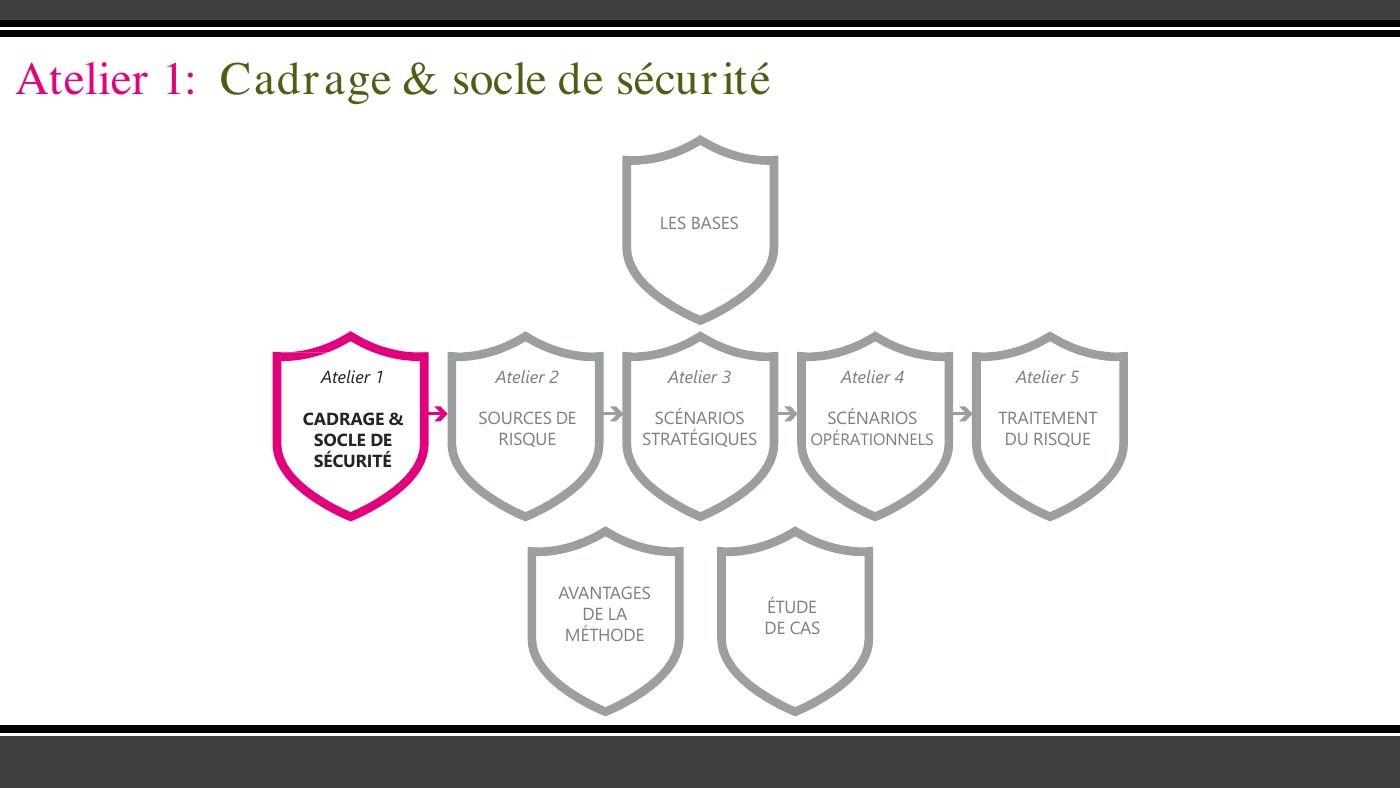 Atelier 1: Cadrage & socle de sécurité
LES BASES
Atelier 1
CADRAGE &
SOCLE DE
SÉCURITÉ
Atelier 2
SOURCES DE
RISQUE
Atelier 3
SCÉNARIOS
STRATÉGIQUES
Atelier 4
SCÉNARIOS
OPÉRATIONNELS
Atelier 5
TRAITEMENT
DU RISQUE
AVANTAGES
DE LA
MÉTHODE
ÉTUDE
DE CAS